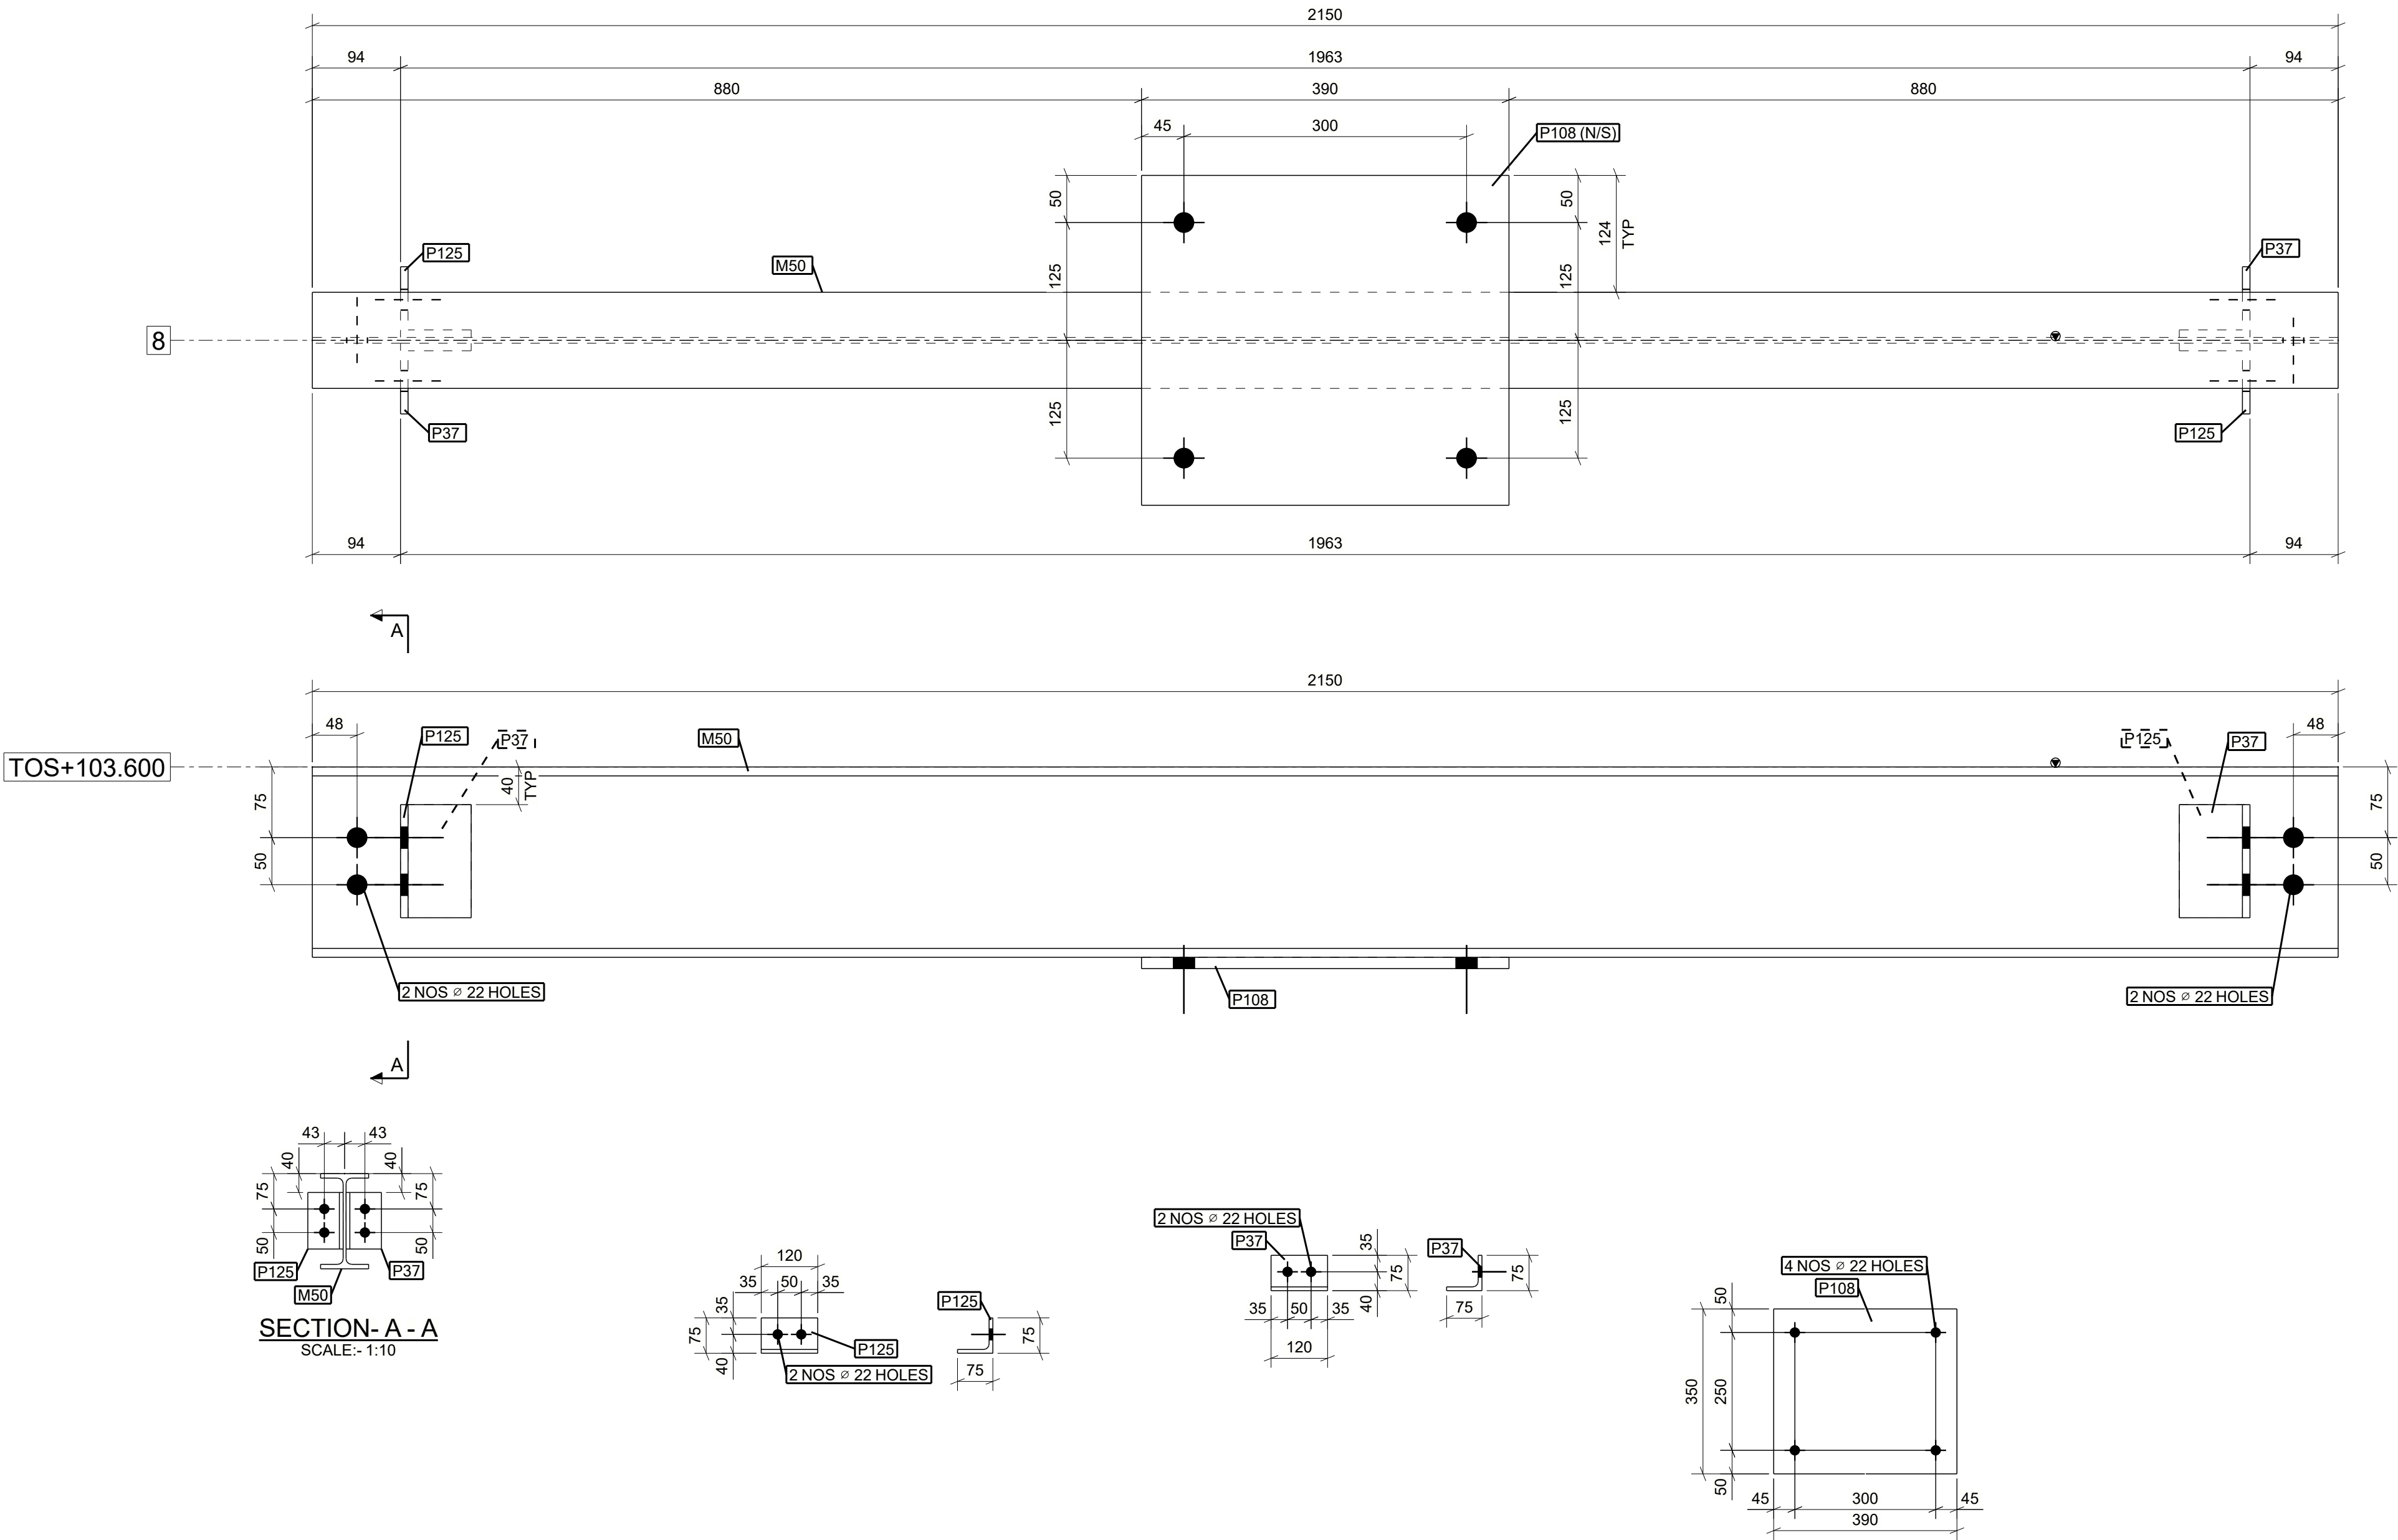 2150
94
1963
94
880
390
880
45
300
P108 (N/S)
50
50
124
TYP
P125
P37
M50
125
125
8
125
125
P37
P125
94
1963
94
A
2150
48
P125
P37
M50
P125
P37
48
TOS+103.600
40
TYP
75
75
50
50
2 NOS ⌀ 22 HOLES
P108
2 NOS ⌀ 22 HOLES
A
43
43
40
40
75
75
50
50
P125
P37
M50
SECTION- A - A
SCALE:- 1:10
120
35
50
35
35
75
40
P125
2 NOS ⌀ 22 HOLES
P125
75
75
2 NOS ⌀ 22 HOLES
P37
35
75
40
35
50
35
120
P37
75
75
4 NOS ⌀ 22 HOLES
P108
50
350
250
50
45
300
45
390